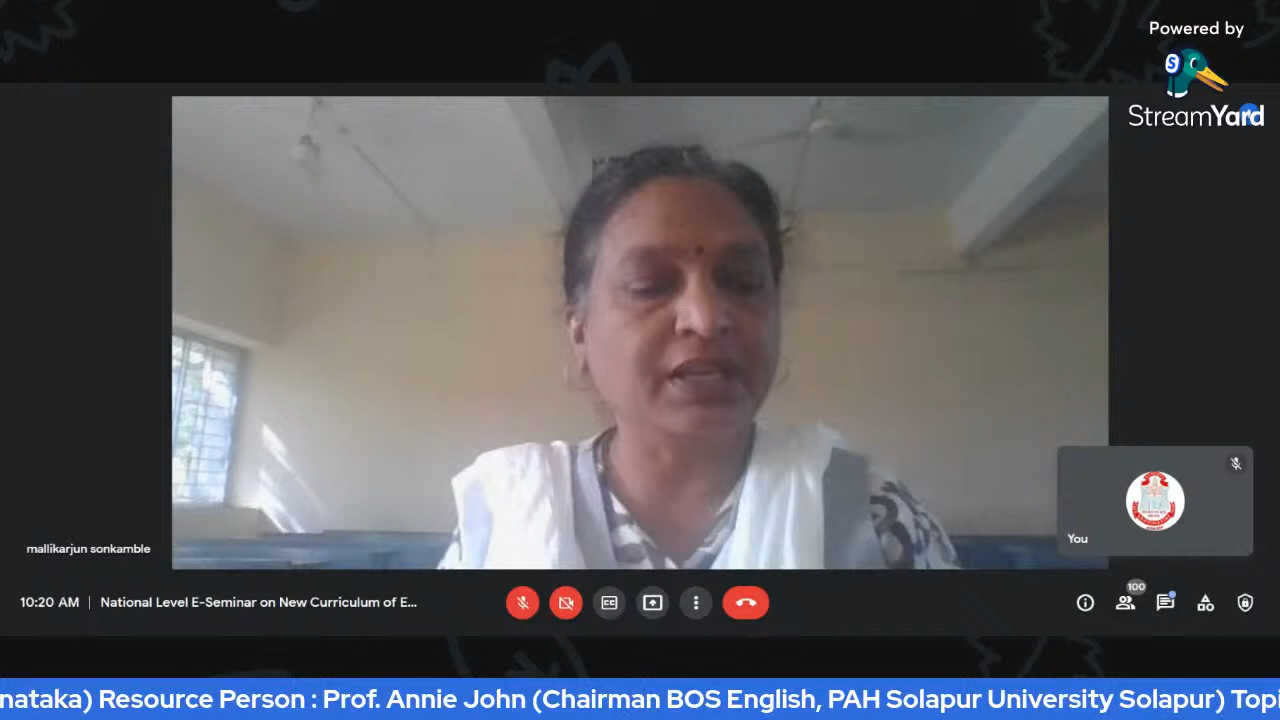 Powered by
StreamYard
mallikarjun sonkamble
You
10:20 AM | National Level E-Seminar on New Curriculum of E...
100
nataka) Resource Person : Prof. Annie John (Chairman BOS English, PAH Solapur University Solapur) Topi